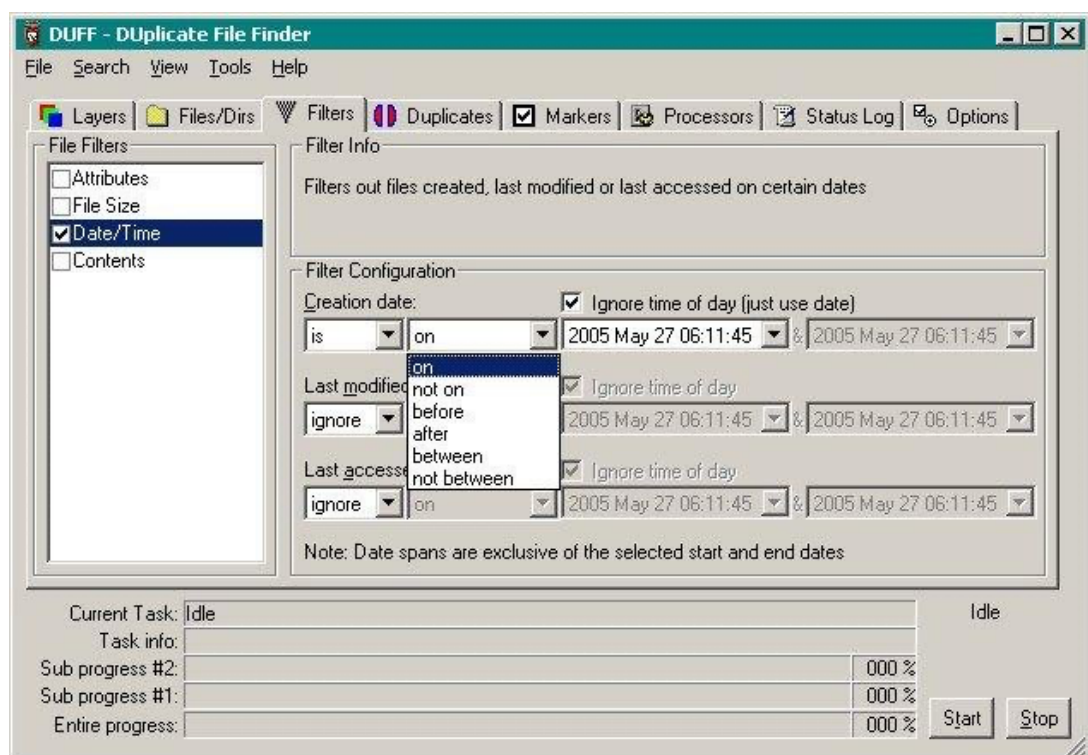 DUFF - DUplicate File Finder
File Search View Tools Help
Layers Files/Dirs Filters Duplicates Markers Processors Status Log Options
File Filters
Attributes
File Size
Date/Time
Contents
Filter Info
Filters out files created, last modified or last accessed on certain dates
Filter Configuration
Creation date:
Ignore time of day (just use date)
is on 2005 May 27 06:11:45 & 2005 May 27 06:11:45
on
not on
before
after
between
not between
Last modified
Ignore time of day
ignore 2005 May 27 06:11:45 & 2005 May 27 06:11:45
Last accesse
Ignore time of day
ignore on 2005 May 27 06:11:45 & 2005 May 27 06:11:45
Note: Date spans are exclusive of the selected start and end dates
Current Task: Idle
Idle
Task info:
Sub progress #2: 000 %
Sub progress #1: 000 %
Entire progress: 000 %
Start Stop